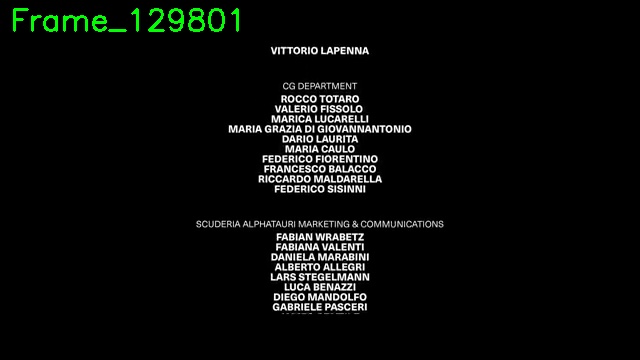 Frame_129801
VITTORIO LAPENNA
CG DEPARTMENT
ROCCO TOTARO
VALERIO FISSOLO
MARICA LUCARELLI
MARIA GRAZIA DI GIOVANNANTONIO
DARIO LAURITA
MARIA CAULO
FEDERICO FIORENTINO
FRANCESCO BALACCO
RICCARDO MALDARELLA
FEDERICO SISINNI
SCUDERIA ALPHATAURI MARKETING & COMMUNICATIONS
FABIAN WRABETZ
FABIANA VALENTI
DANIELA MARABINI
ALBERTO ALLEGRI
LARS STEGELMANN
LUCA BENAZZI
DIEGO MANDOLFO
GABRIELE PASCERI